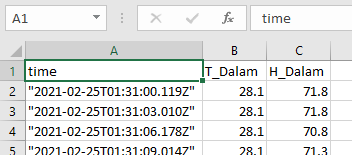 A1 fx time
A B C
1 time T_Dalam H_Dalam
2 "2021-02-25T01:31:00.119Z" 28.1 71.8
3 "2021-02-25T01:31:03.010Z" 28.1 71.8
4 "2021-02-25T01:31:06.178Z" 28.1 70.8
5 "2021-02-25T01:31:09.014Z" 28.1 71.3